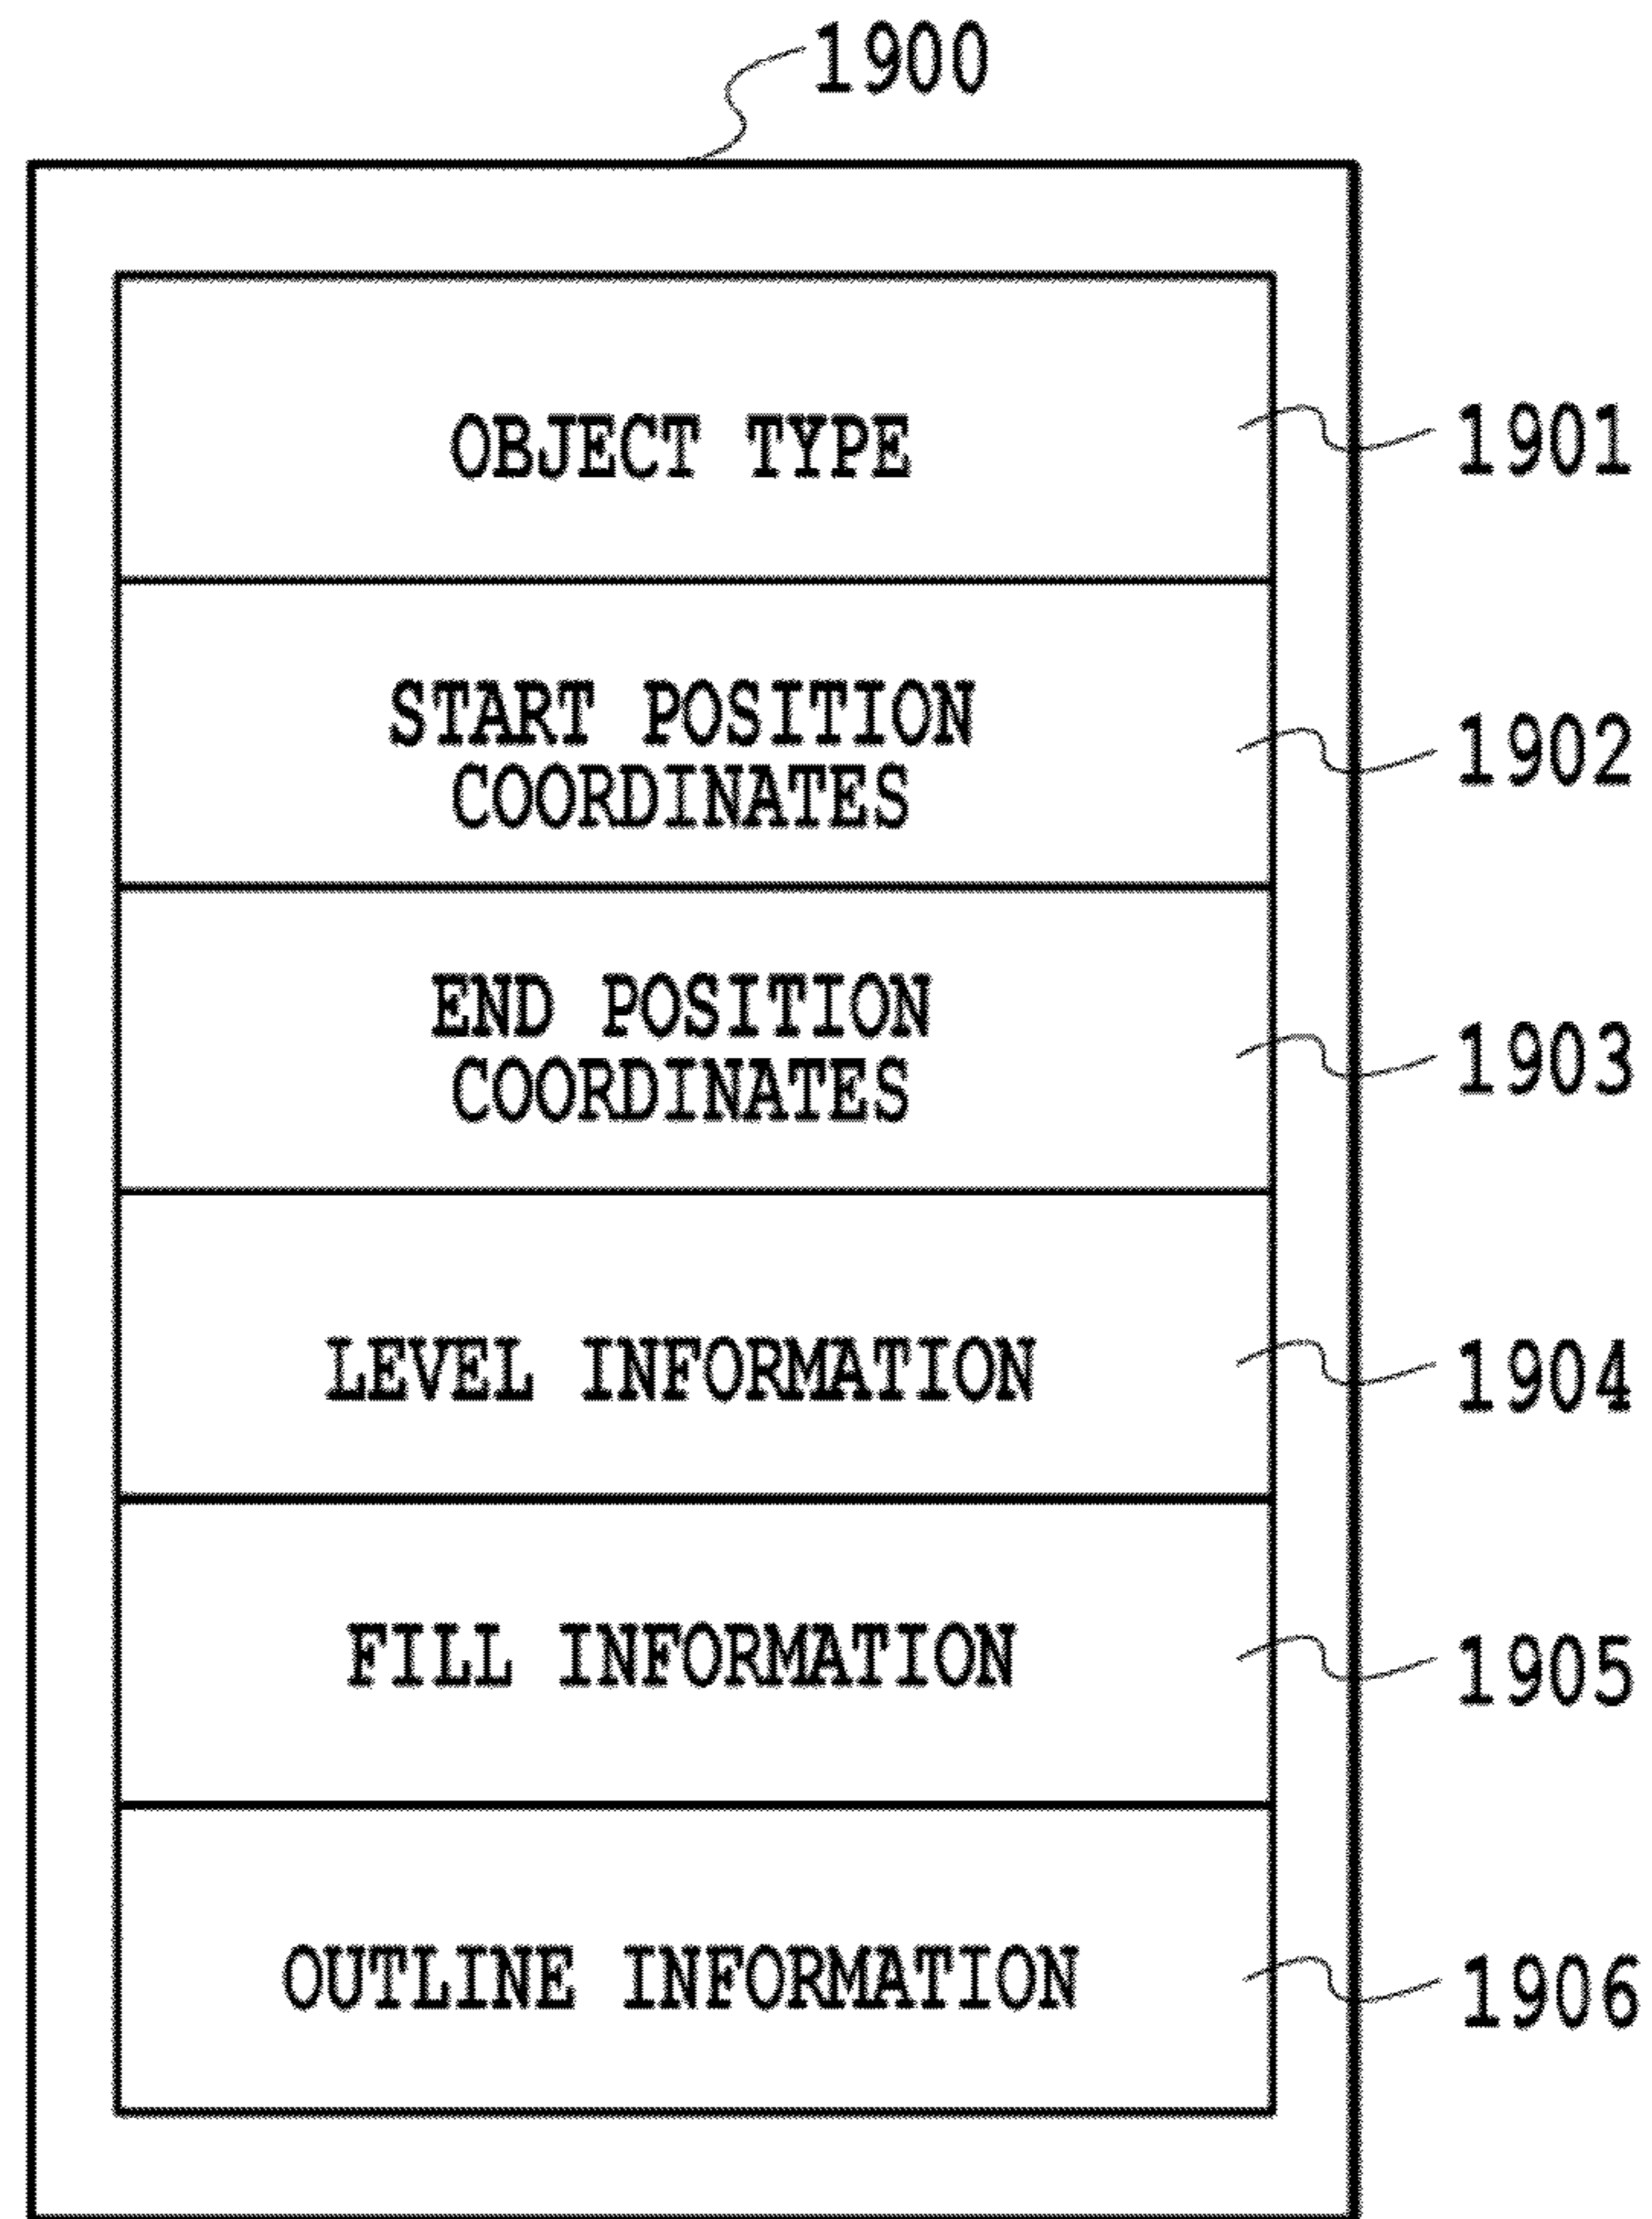 1900
OBJECT TYPE
1901
START POSITION
COORDINATES
1902
END POSITION
COORDINATES
1903
LEVEL INFORMATION
1904
FILL INFORMATION
1905
OUTLINE INFORMATION
1906